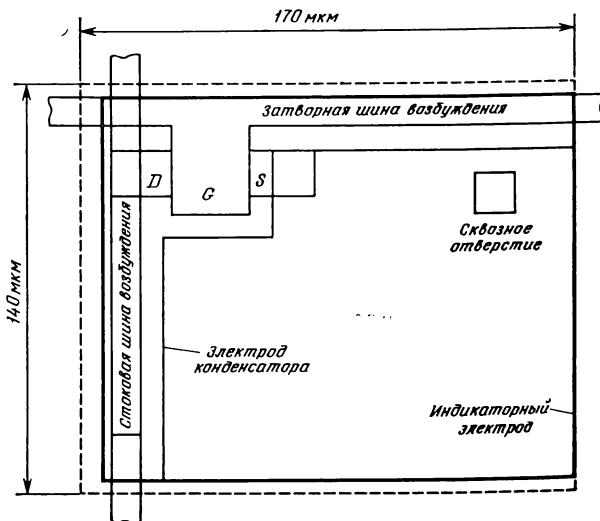 170 мкм
Затворная шина возбуждения
D
G
S
Сквозное
отверстие
140 мкм
Стоковая шина возбуждения
Электрод
конденсатора
Индикаторный
электрод